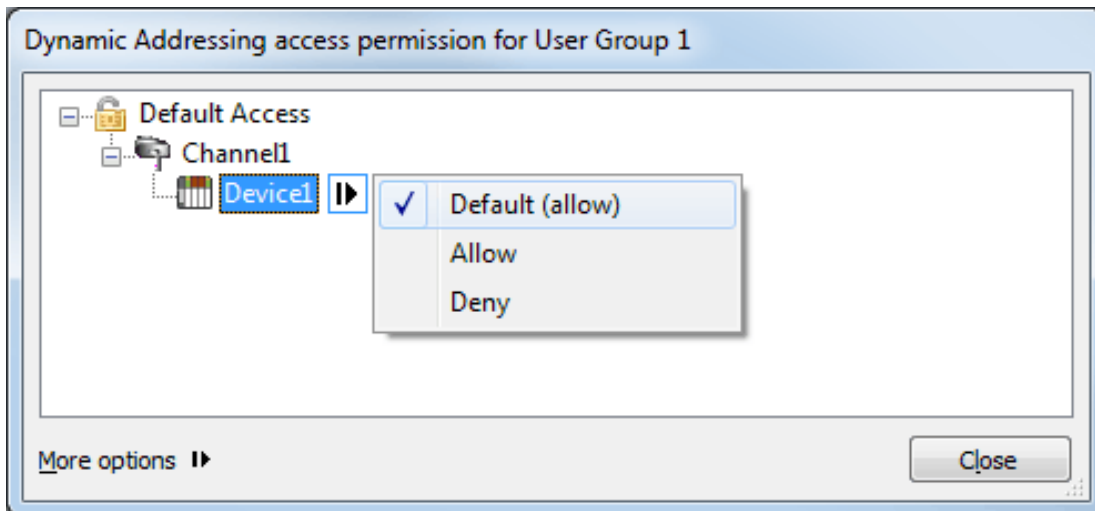 Dynamic Addressing access permission for User Group 1
Default Access
Channel1
Device1
Default (allow)
Allow
Deny
More options
Close